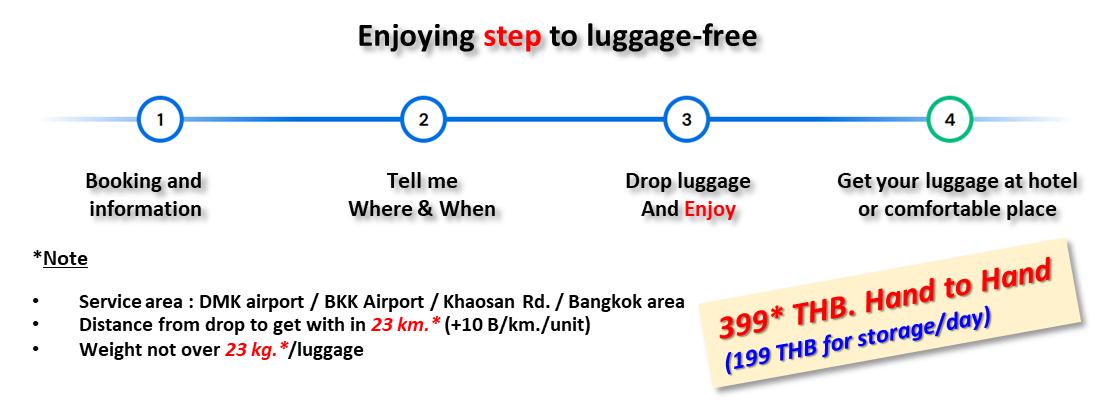 Enjoying step to luggage-free
1
2
3
4
Booking and
information
Tell me
Where & When
Drop luggage
And Enjoy
Get your luggage at hotel
or comfortable place
*Note
• Service area : DMK airport / BKK Airport / Khaosan Rd. / Bangkok area
• Distance from drop to get with in 23 km.* (+10 B/km./unit)
• Weight not over 23 kg.*/luggage
399* THB. Hand to Hand
(199 THB for storage/day)